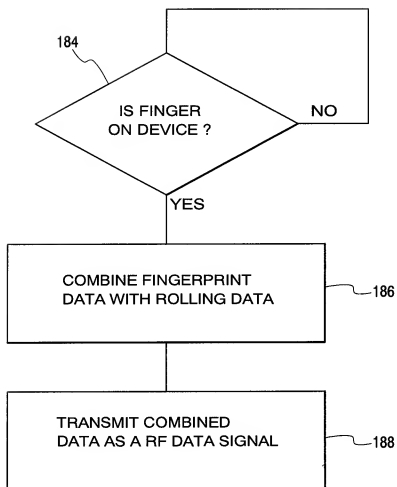 184
IS FINGER
ON DEVICE ?
NO
YES
COMBINE FINGERPRINT
DATA WITH ROLLING DATA
186
TRANSMIT COMBINED
DATA AS A RF DATA SIGNAL
188